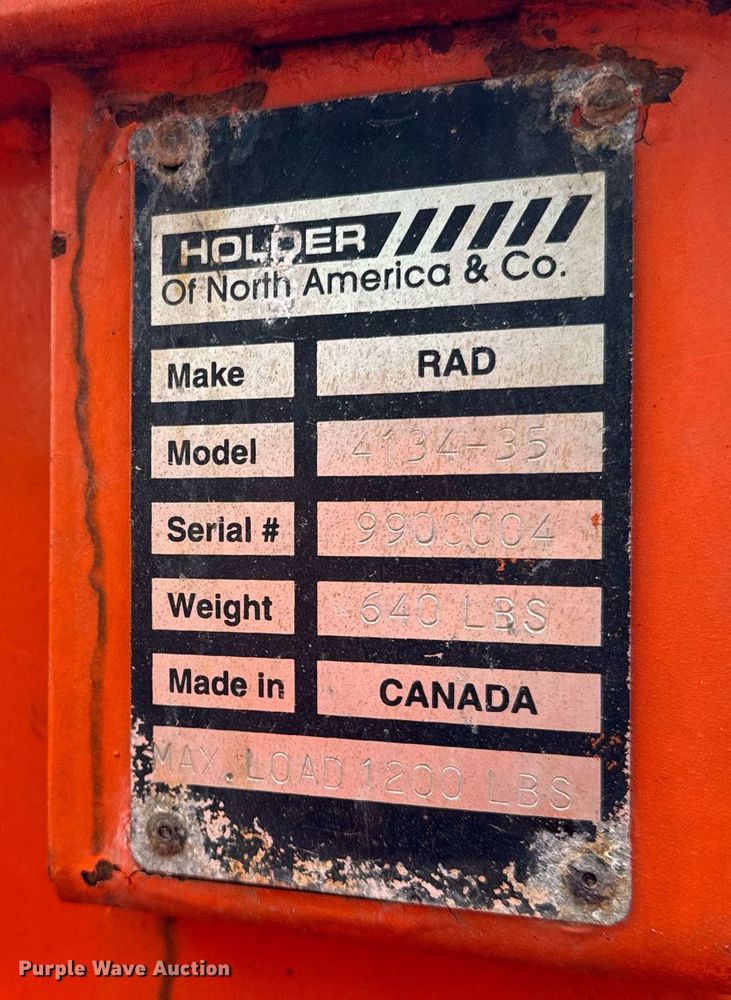 HOLDER
Of North America & Co.
Make RAD
Model 4134-35
Serial # 9900004
Weight 640 LBS
Made in CANADA
MAX. LOAD 1200 LBS
Purple Wave Auction